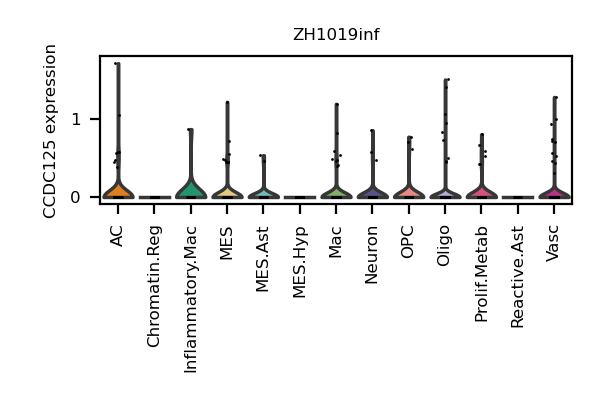 ZH1019inf
CCDC125 expression
1
0
AC
Chromatin.Reg
Inflammatory.Mac
MES
MES.Ast
MES.Hyp
Mac
Neuron
OPC
Oligo
Prolif.Metab
Reactive.Ast
Vasc